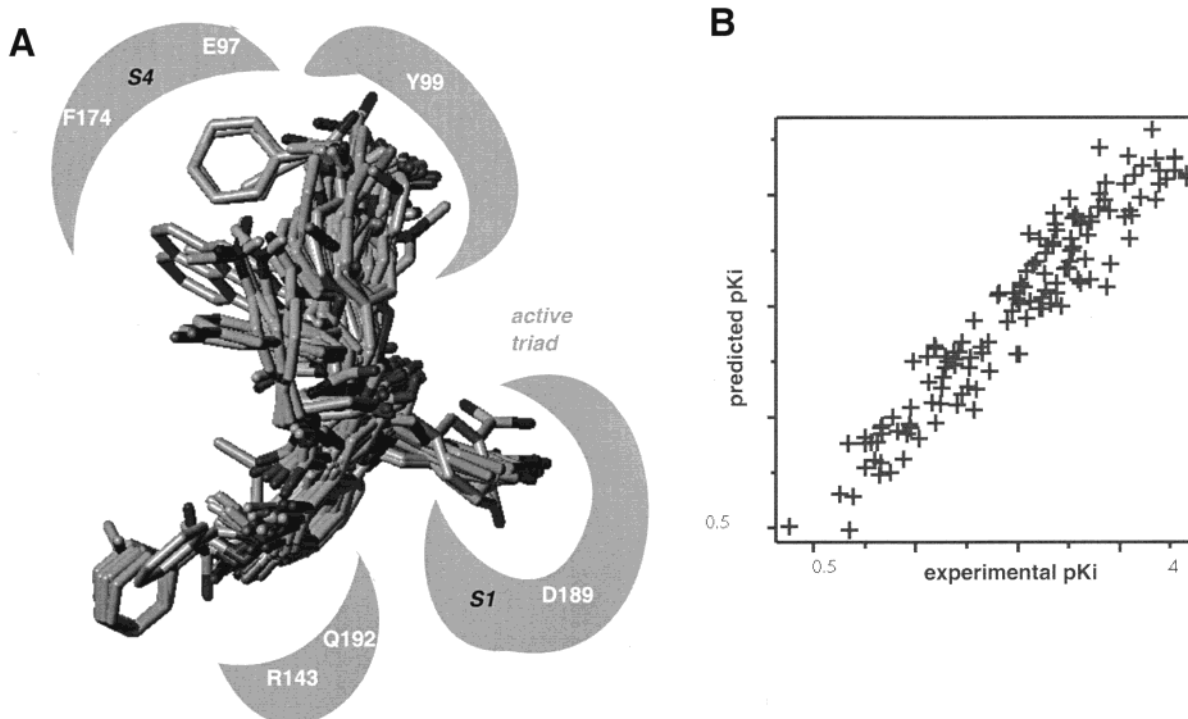 A
E97
S4
F174
Y99
active
triad
S1
D189
Q192
R143
B
predicted pKi
0.5
0.5
4
experimental pKi